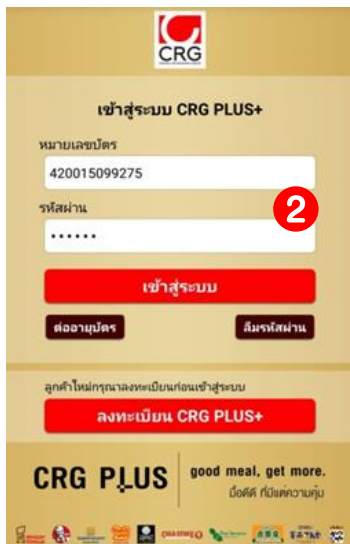 CRG
เข้าสู่ระบบ CRG PLUS+
หมายเลขบัตร
420015099275
รหัสผ่าน
2
••••••
เข้าสู่ระบบ
ต่ออายุบัตร ลืมรหัสผ่าน
ลูกค้าใหม่กรุณาลงทะเบียนก่อนเข้าสู่ระบบ
ลงทะเบียน CRG PLUS+
CRG PLUS good meal, get more.
มื้อดีดี ที่มีแต่ความคุ้ม